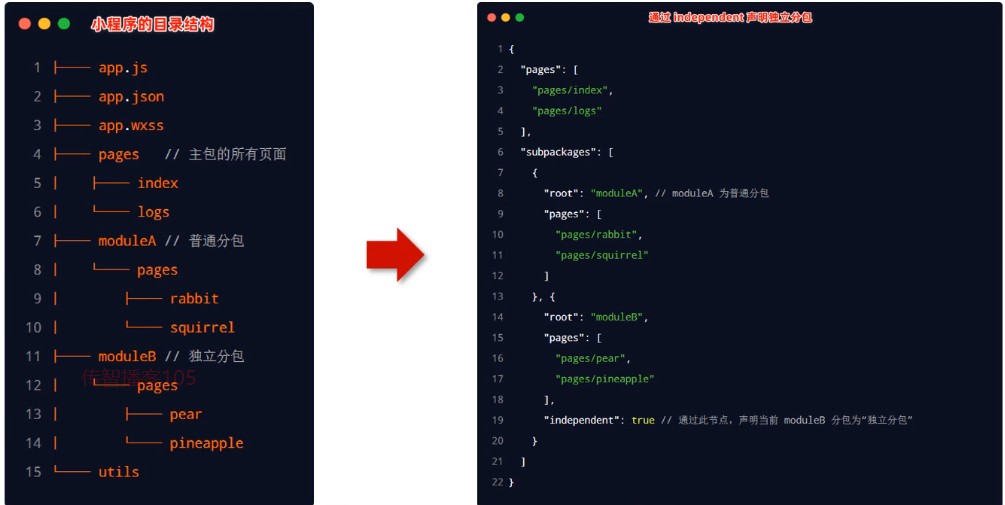 小程序的目录结构
1 ├── app.js
2 ├── app.json
3 ├── app.wxss
4 ├── pages // 主包的所有页面
5 │ ├── index
6 │ └── logs
7 ├── moduleA // 普通分包
8 │ └── pages
9 │ ├── rabbit
10 │ └── squirrel
11 ├── moduleB // 独立分包
传智播客105
12 │ └── pages
13 │ ├── pear
14 │ └── pineapple
15 └── utils
通过 independent 声明独立分包
1 {
2 "pages": [
3 "pages/index",
4 "pages/logs"
5 ],
6 "subpackages": [
7 {
8 "root": "moduleA", // moduleA 为普通分包
9 "pages": [
10 "pages/rabbit",
11 "pages/squirrel"
12 ]
13 }, {
14 "root": "moduleB",
15 "pages": [
16 "pages/pear",
17 "pages/pineapple"
18 ],
19 "independent": true // 通过此节点，声明当前 moduleB 分包为“独立分包”
20 }
21 ]
22 }